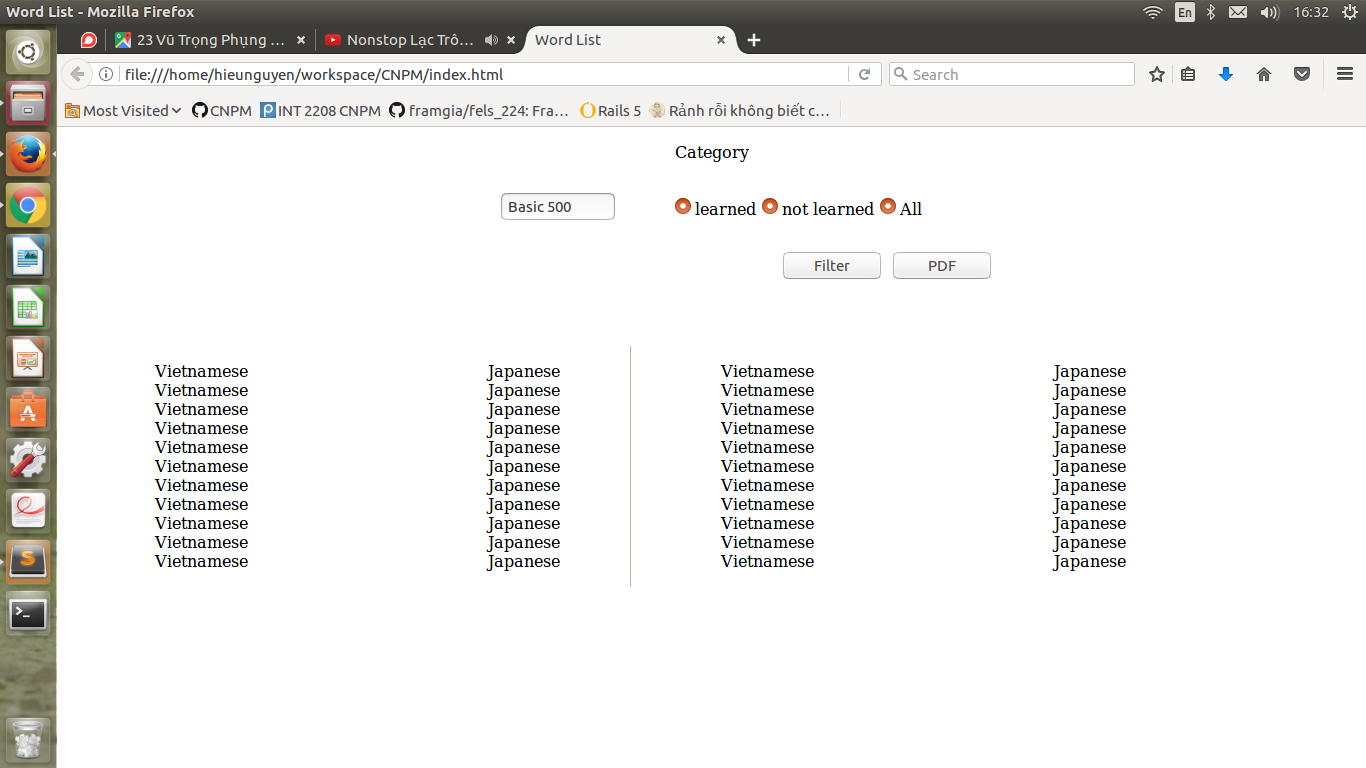 Word List - Mozilla Firefox En 16:32
23 Vũ Trọng Phụng ... Nonstop Lạc Trô... Word List
file:///home/hieunguyen/workspace/CNPM/index.html Search
Most Visited CNPM INT 2208 CNPM framgia/fels_224: Fra... Rails 5 Rảnh rỗi không biết c...
Category
Basic 500 learned not learned All
Filter PDF
Vietnamese Japanese Vietnamese Japanese
Vietnamese Japanese Vietnamese Japanese
Vietnamese Japanese Vietnamese Japanese
Vietnamese Japanese Vietnamese Japanese
Vietnamese Japanese Vietnamese Japanese
Vietnamese Japanese Vietnamese Japanese
Vietnamese Japanese Vietnamese Japanese
Vietnamese Japanese Vietnamese Japanese
Vietnamese Japanese Vietnamese Japanese
Vietnamese Japanese Vietnamese Japanese
Vietnamese Japanese Vietnamese Japanese